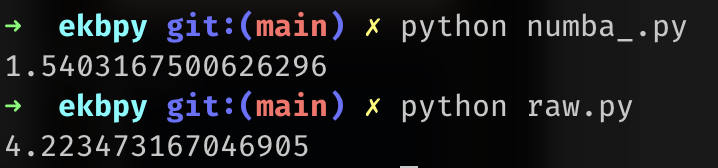 ➜ ekbpy git:(main) ✗ python numba_.py
1.5403167500626296
➜ ekbpy git:(main) ✗ python raw.py
4.223473167046905